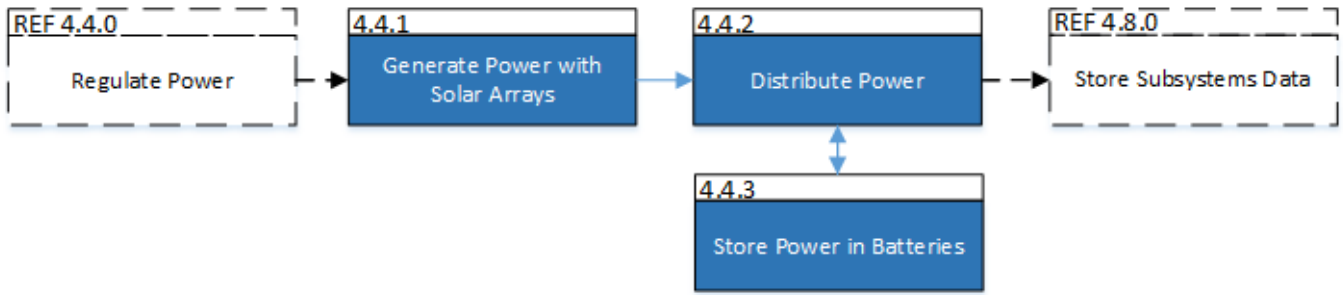 REF 4.4.0
Regulate Power
4.4.1
Generate Power with
Solar Arrays
4.4.2
Distribute Power
REF 4.8.0
Store Subsystems Data
4.4.3
Store Power in Batteries